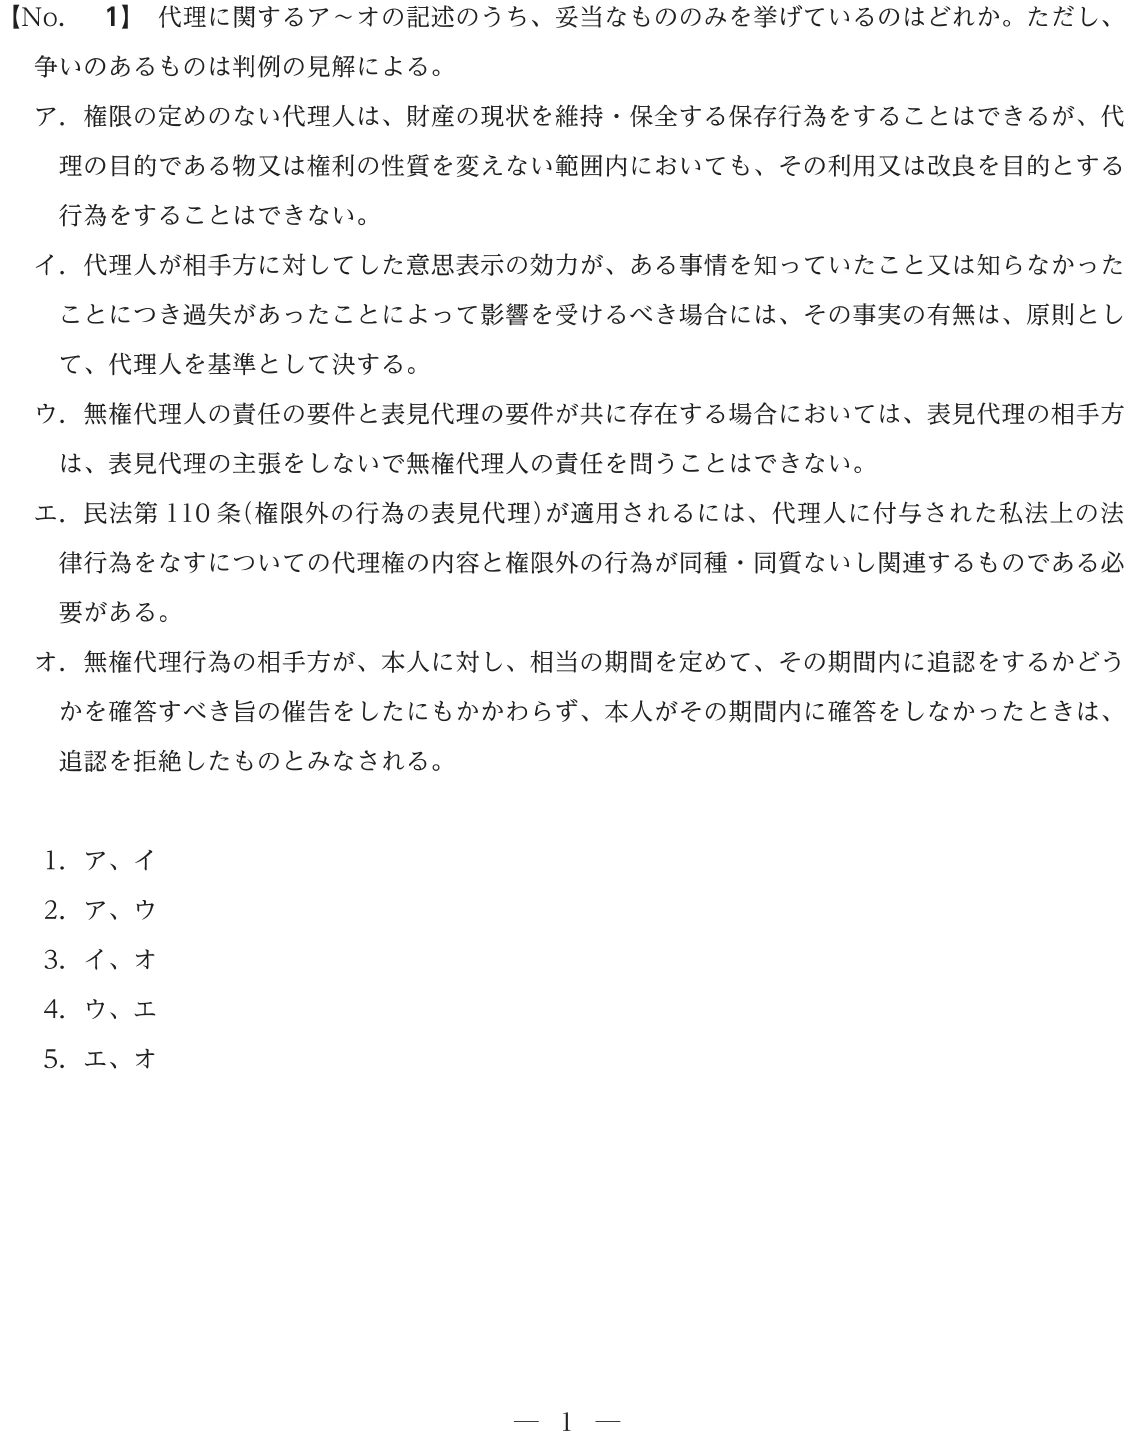 【No. 1】 代理に関するア～オの記述のうち、妥当なもののみを挙げているのはどれか。ただし、
争いのあるものは判例の見解による。
ア．権限の定めのない代理人は、財産の現状を維持・保全する保存行為をすることはできるが、代
理の目的である物又は権利の性質を変えない範囲内においても、その利用又は改良を目的とする
行為をすることはできない。
イ．代理人が相手方に対してした意思表示の効力が、ある事情を知っていたこと又は知らなかった
ことにつき過失があったことによって影響を受けるべき場合には、その事実の有無は、原則とし
て、代理人を基準として決する。
ウ．無権代理人の責任の要件と表見代理の要件が共に存在する場合においては、表見代理の相手方
は、表見代理の主張をしないで無権代理人の責任を問うことはできない。
エ．民法第 110 条（権限外の行為の表見代理）が適用されるには、代理人に付与された私法上の法
律行為をなすについての代理権の内容と権限外の行為が同種・同質ないし関連するものである必
要がある。
オ．無権代理行為の相手方が、本人に対し、相当の期間を定めて、その期間内に追認をするかどう
かを確答すべき旨の催告をしたにもかかわらず、本人がその期間内に確答をしなかったときは、
追認を拒絶したものとみなされる。
1．ア、イ
2．ア、ウ
3．イ、オ
4．ウ、エ
5．エ、オ
― 1 ―